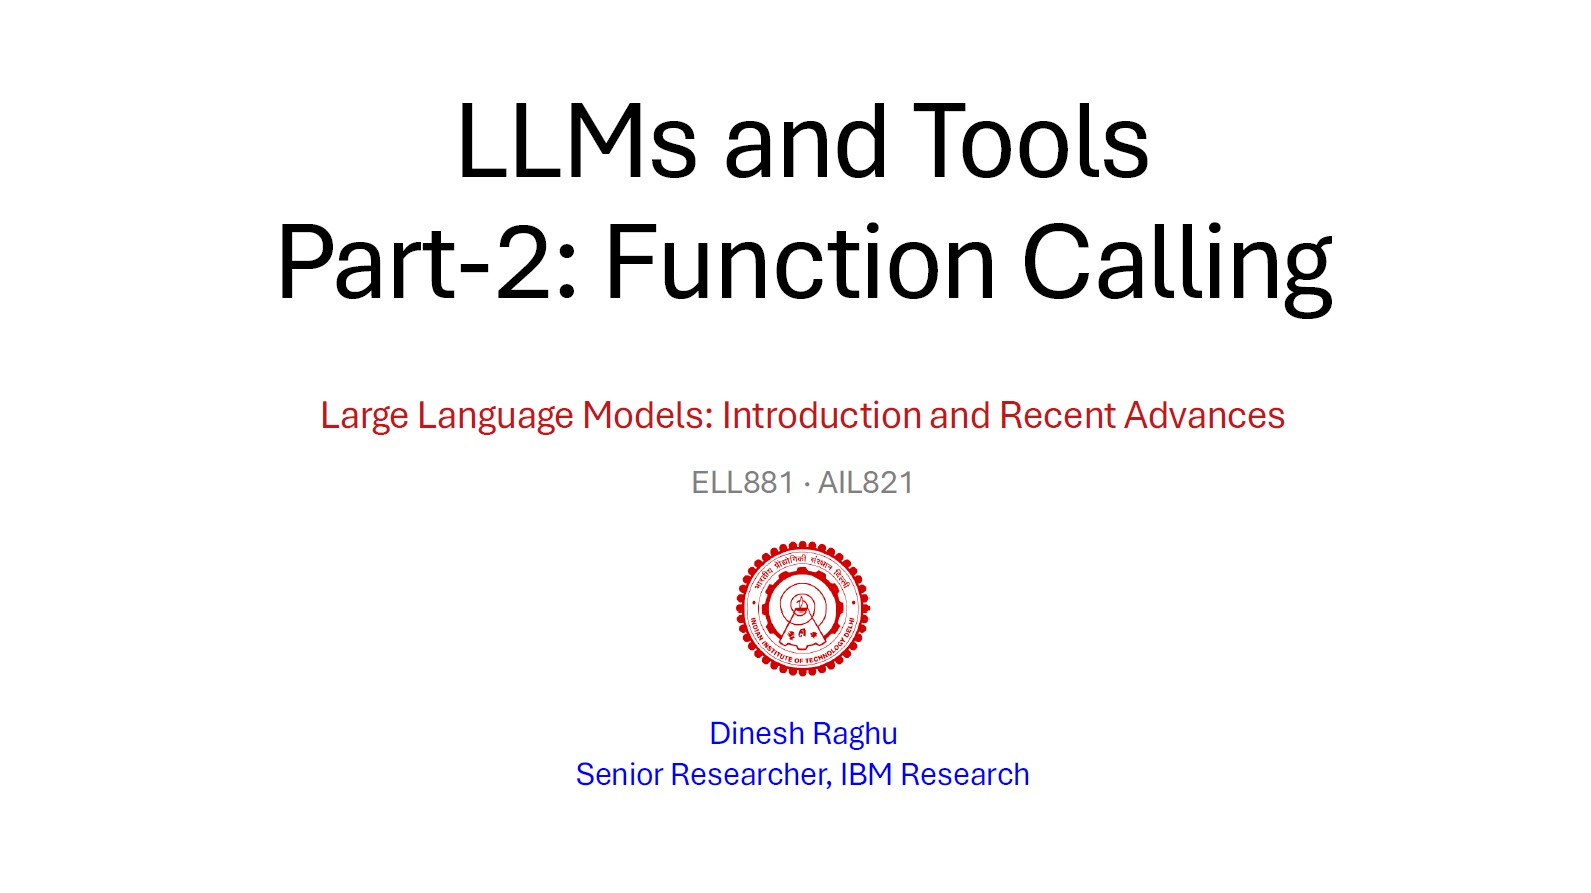 LLMs and Tools
Part-2: Function Calling
Large Language Models: Introduction and Recent Advances
ELL881 · AIL821
भारतीय प्रौद्योगिकी संस्थान दिल्ली
INDIAN INSTITUTE OF TECHNOLOGY DELHI
Dinesh Raghu
Senior Researcher, IBM Research